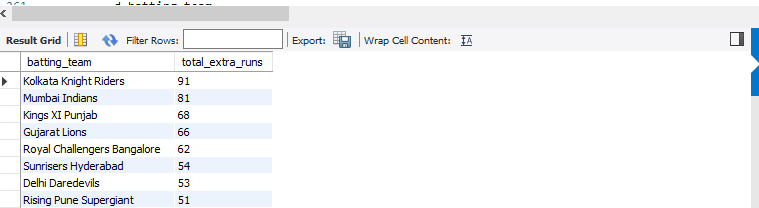 d.batting_team
Result Grid Filter Rows: Export: Wrap Cell Content:
batting_team total_extra_runs
Kolkata Knight Riders 91
Mumbai Indians 81
Kings XI Punjab 68
Gujarat Lions 66
Royal Challengers Bangalore 62
Sunrisers Hyderabad 54
Delhi Daredevils 53
Rising Pune Supergiant 51